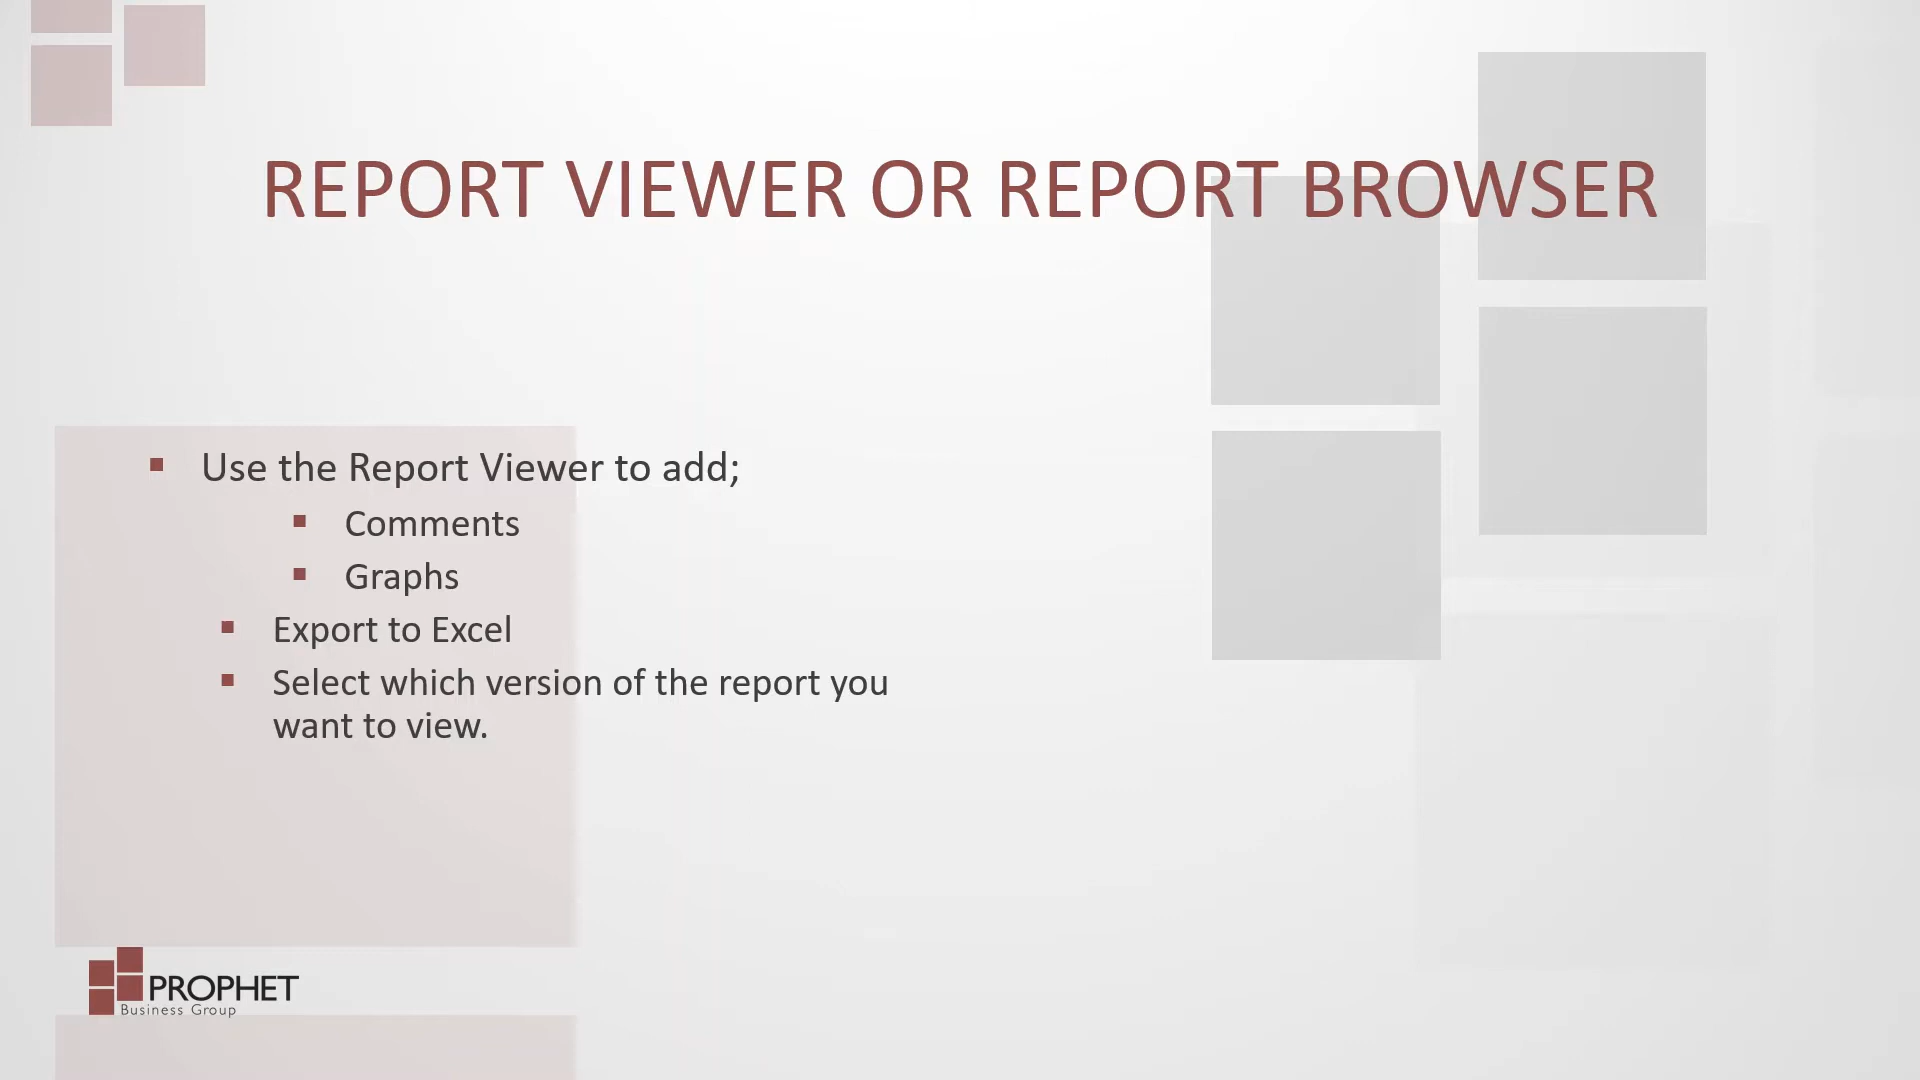 REPORT VIEWER OR REPORT BROWSER
Use the Report Viewer to add;
Comments
Graphs
Export to Excel
Select which version of the report you
want to view.
PROPHET
Business Group